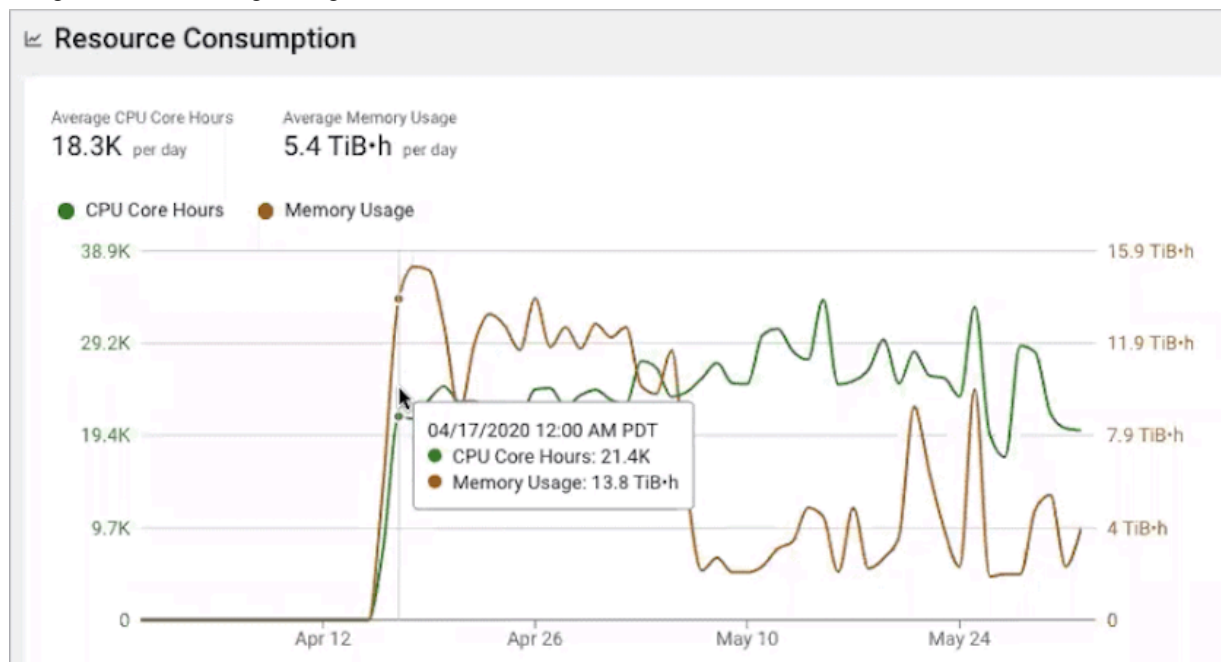 Resource Consumption
Average CPU Core Hours Average Memory Usage
18.3K per day 5.4 TiB•h per day
CPU Core Hours Memory Usage
38.9K 15.9 TiB•h
29.2K 11.9 TiB•h
04/17/2020 12:00 AM PDT
19.4K 7.9 TiB•h
CPU Core Hours: 21.4K
Memory Usage: 13.8 TiB•h
9.7K 4 TiB•h
0 0
Apr 12 Apr 26 May 10 May 24